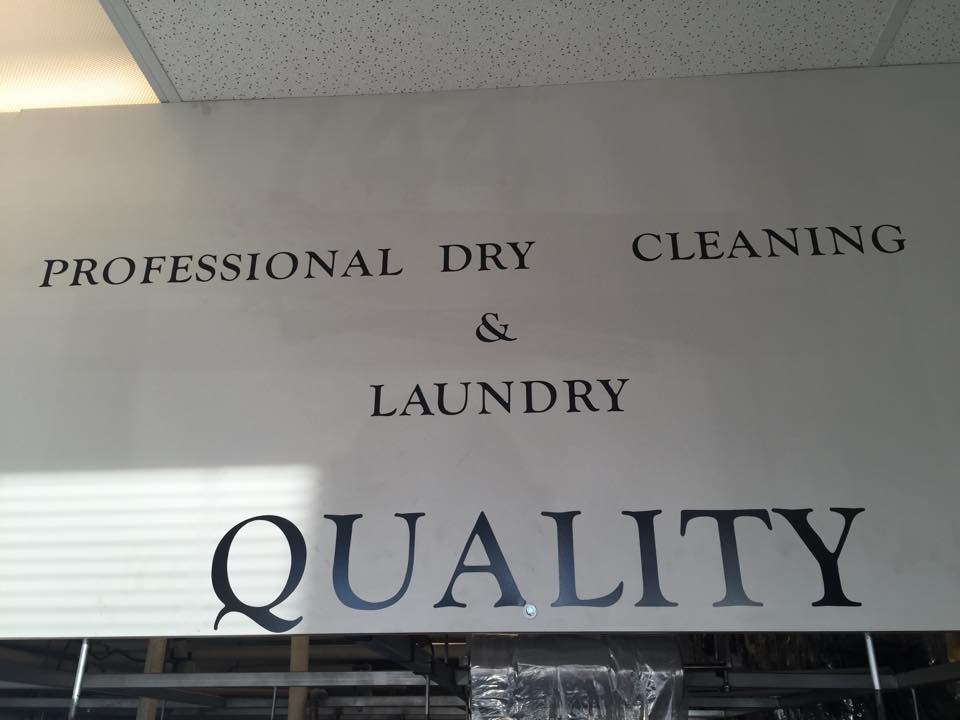 PROFESSIONAL DRY CLEANING
&
LAUNDRY
QUALITY